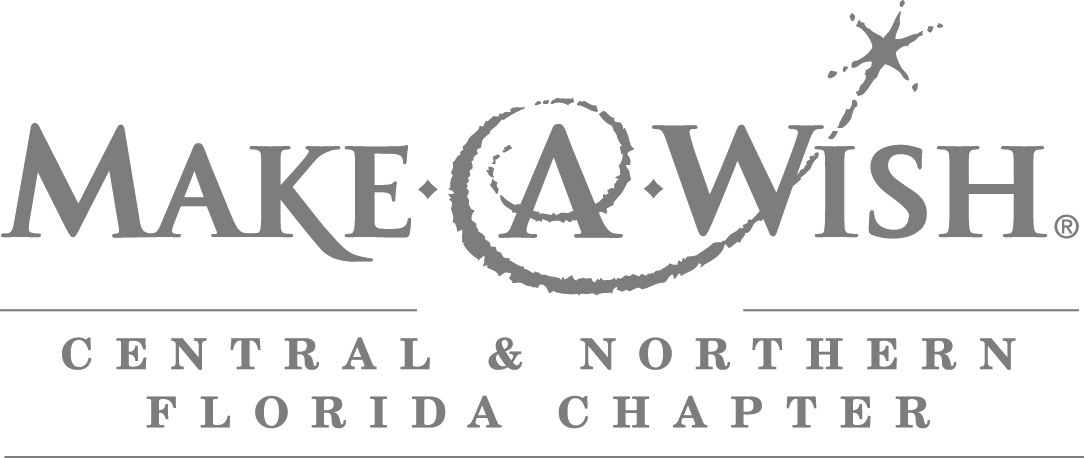 MAKE·A·WISH®
CENTRAL & NORTHERN
FLORIDA CHAPTER